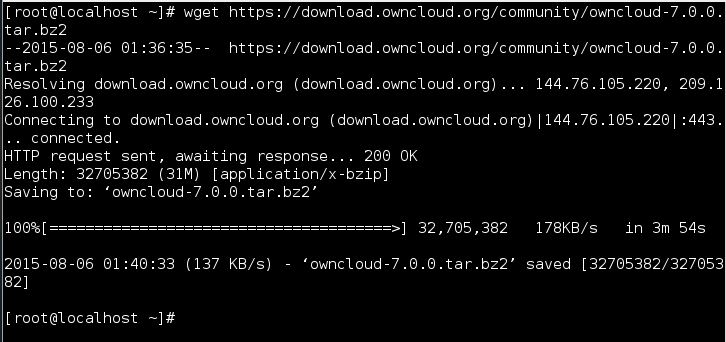 [root@localhost ~]# wget https://download.owncloud.org/community/owncloud-7.0.0.
tar.bz2
--2015-08-06 01:36:35--  https://download.owncloud.org/community/owncloud-7.0.0.
tar.bz2
Resolving download.owncloud.org (download.owncloud.org)... 144.76.105.220, 209.1
26.100.233
Connecting to download.owncloud.org (download.owncloud.org)|144.76.105.220|:443.
.. connected.
HTTP request sent, awaiting response... 200 OK
Length: 32705382 (31M) [application/x-bzip]
Saving to: ‘owncloud-7.0.0.tar.bz2’
100%[======================================>] 32,705,382   178KB/s   in 3m 54s
2015-08-06 01:40:33 (137 KB/s) - ‘owncloud-7.0.0.tar.bz2’ saved [32705382/327053
82]
[root@localhost ~]#